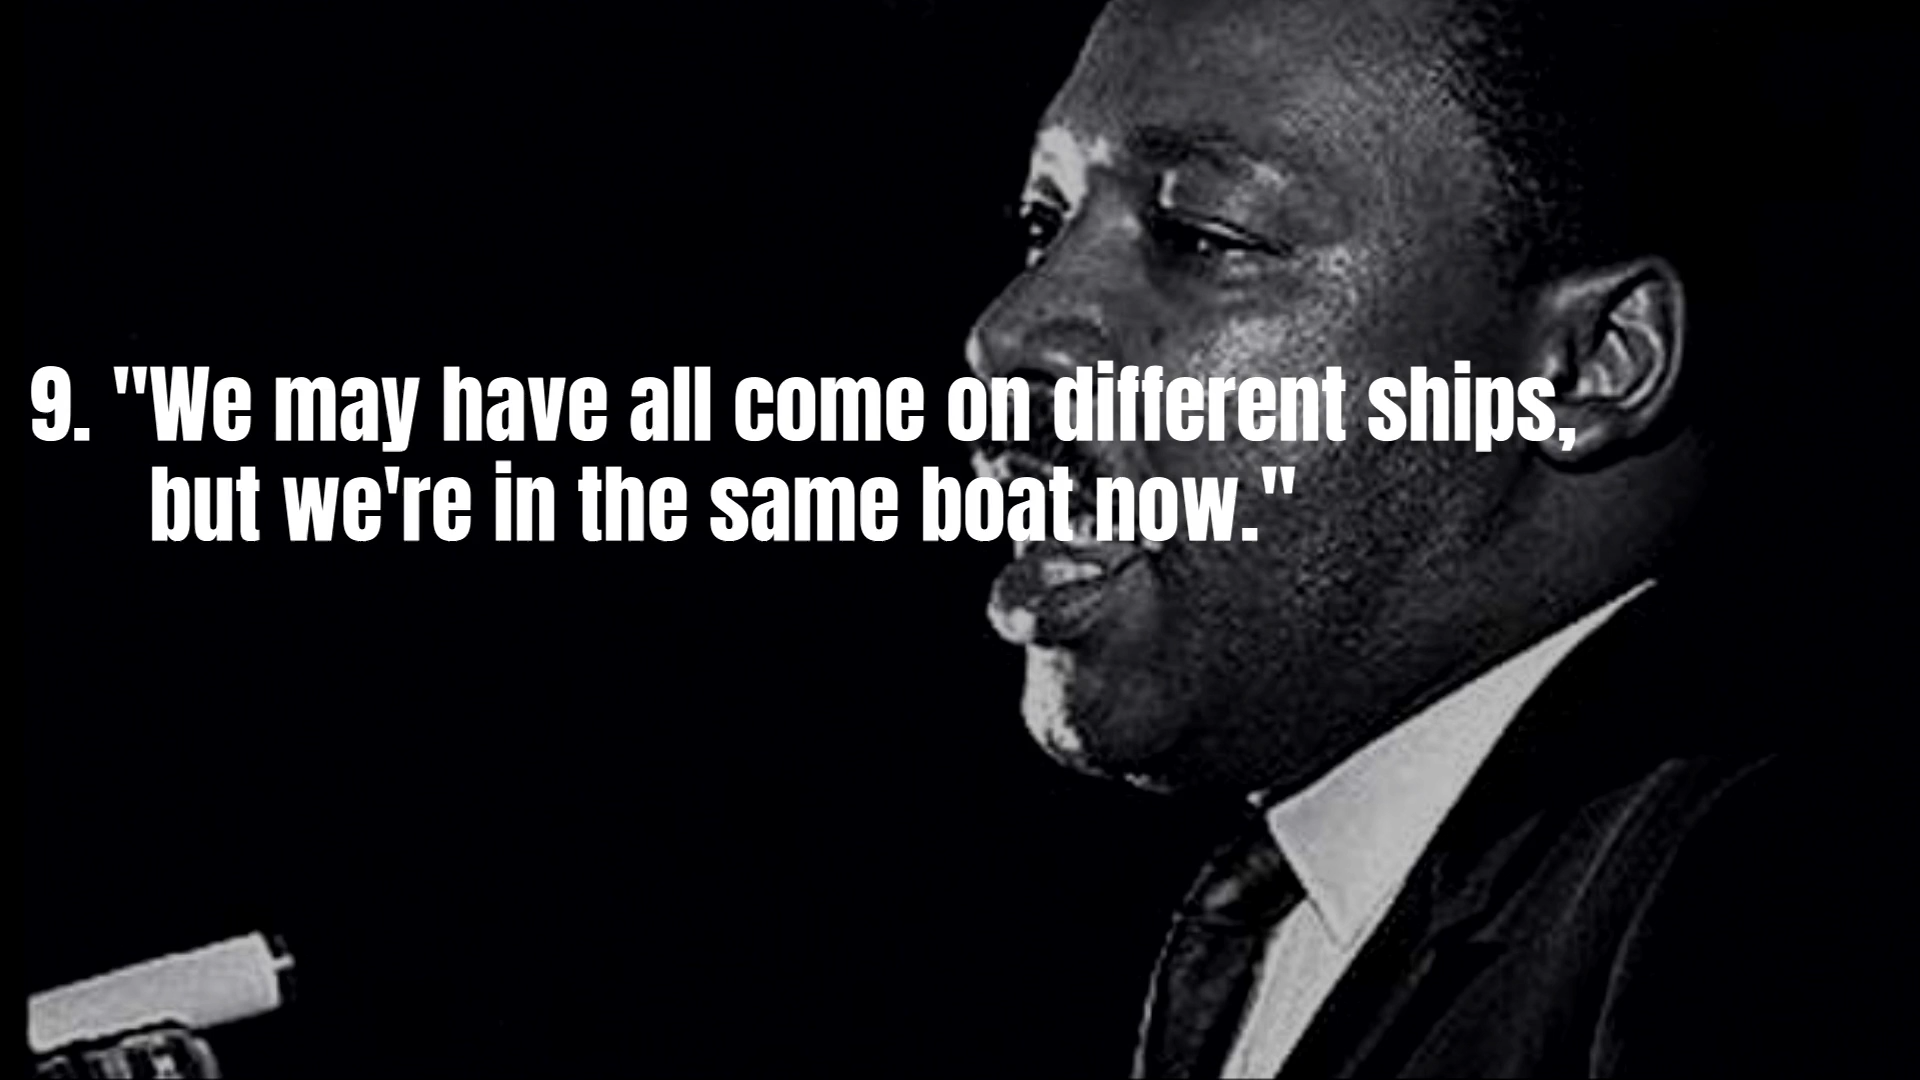 9. "We may have all come on different ships,
but we're in the same boat now."